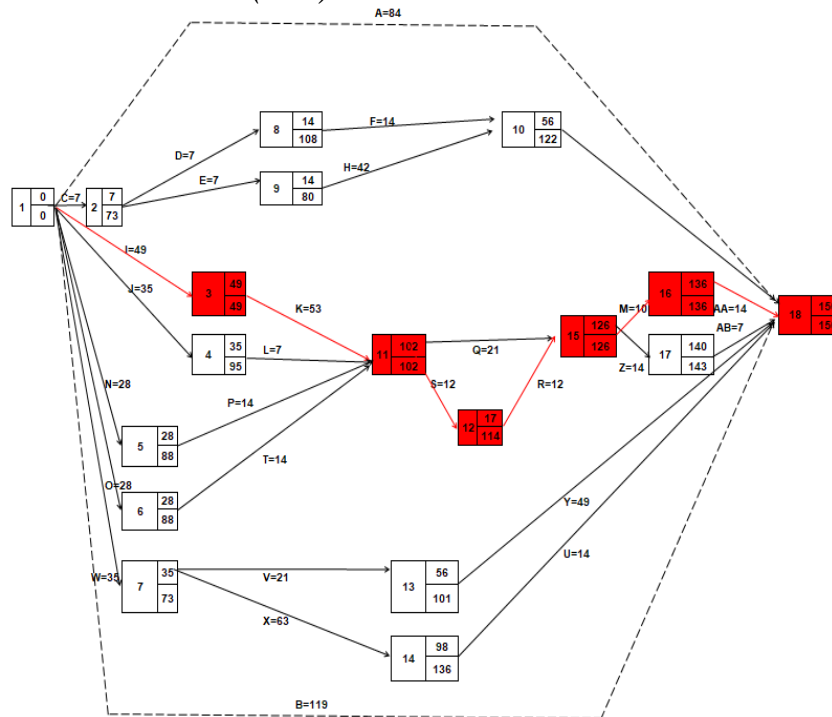 A=84
8 14 108
F=14
10 56 122
D=7
H=42
E=7
9 14 80
1 0 0
C=7
2 7 73
I=49
J=35
3 49 49
K=53
16 136 136
M=10
AA=14
18
AB=7
15 126 126
4 35 95
L=7
11 102 102
Q=21
17 140 143
Z=14
N=28
S=12
R=12
P=14
12 17 114
5 28 88
T=14
O=28
6 28 88
Y=49
W=35
7 35 73
V=21
13 56 101
U=14
X=63
14 98 136
B=119